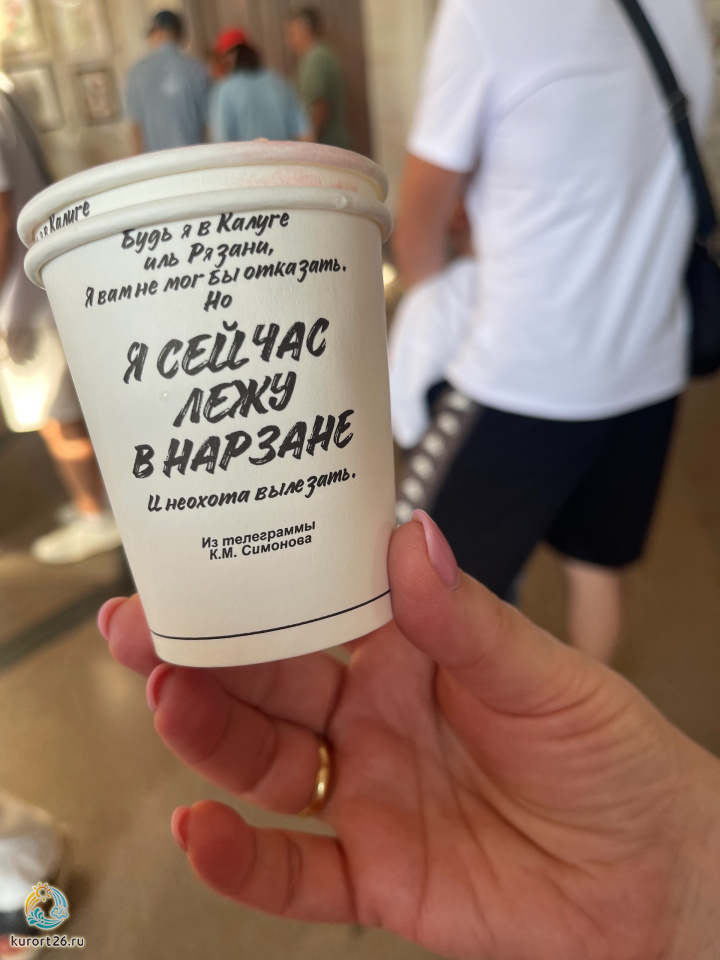 Калуге
Будь я в Калуге
иль Рязани,
Я вам не мог бы отказать.
Но
Я СЕЙЧАС
ЛЕЖУ
В НАРЗАНЕ
И неохота вылезать.
Из телеграммы
К.М. Симонова
kurort26.ru